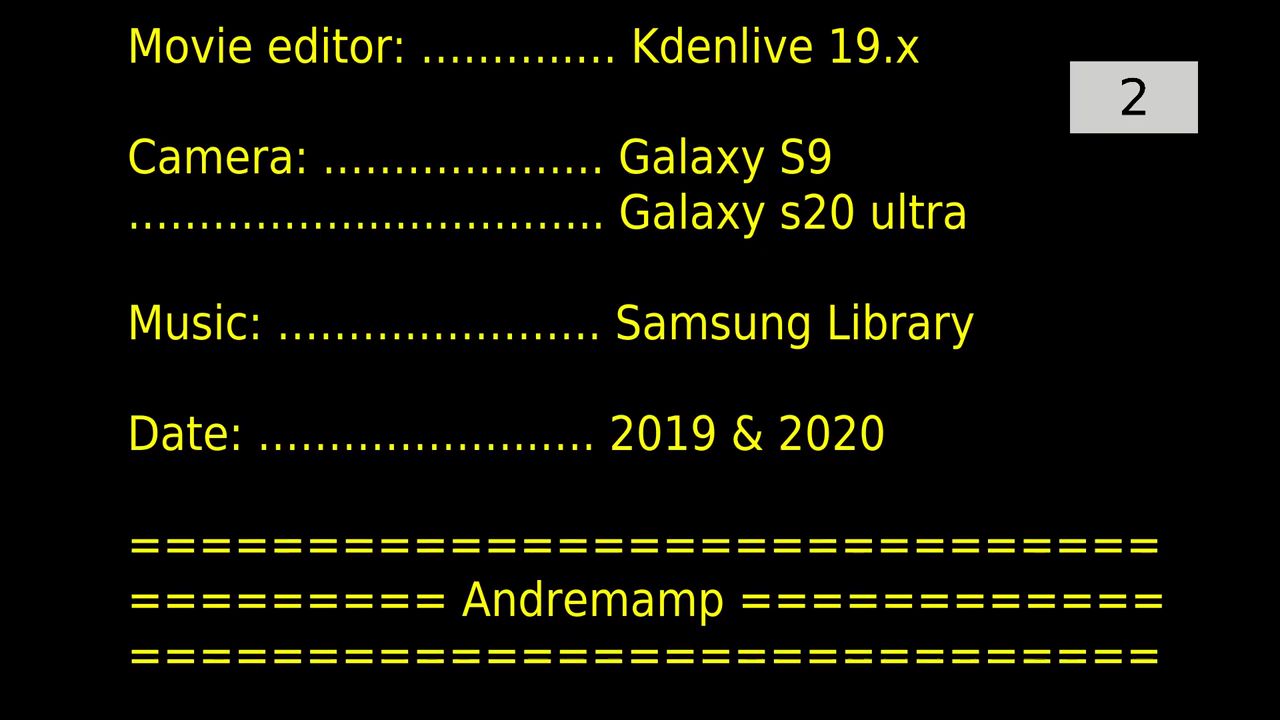 Movie editor: .............. Kdenlive 19.x
2
Camera: .................... Galaxy S9
.................................. Galaxy s20 ultra
Music: ....................... Samsung Library
Date: ........................ 2019 & 2020
=============================
========= Andremamp ============
=============================